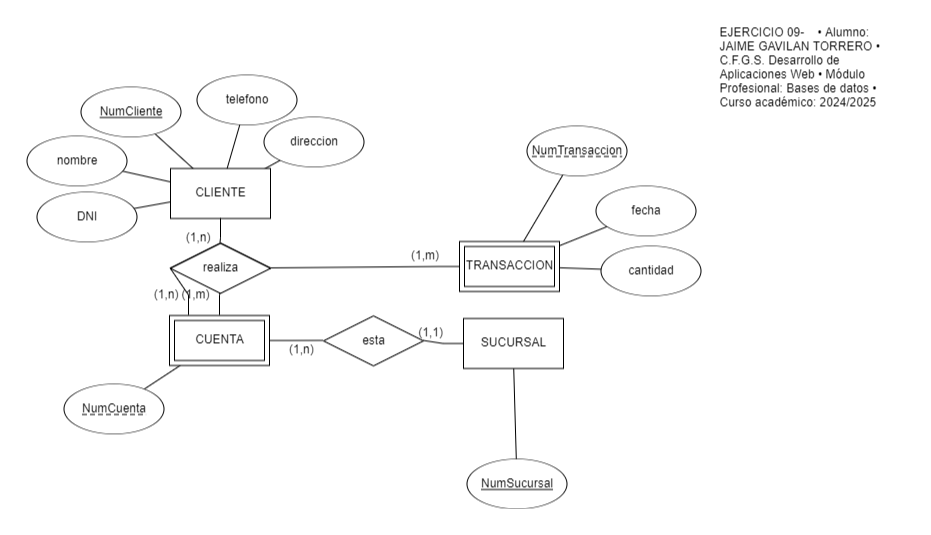 EJERCICIO 09-    • Alumno:
JAIME GAVILAN TORRERO •
C.F.G.S. Desarrollo de
Aplicaciones Web • Módulo
Profesional: Bases de datos •
Curso académico: 2024/2025
telefono
NumCliente
direccion
nombre
NumTransaccion
CLIENTE
DNI
fecha
(1,n)
(1,m)
realiza
TRANSACCION
cantidad
(1,n) (1,m)
(1,1)
CUENTA
esta
SUCURSAL
(1,n)
NumCuenta
NumSucursal